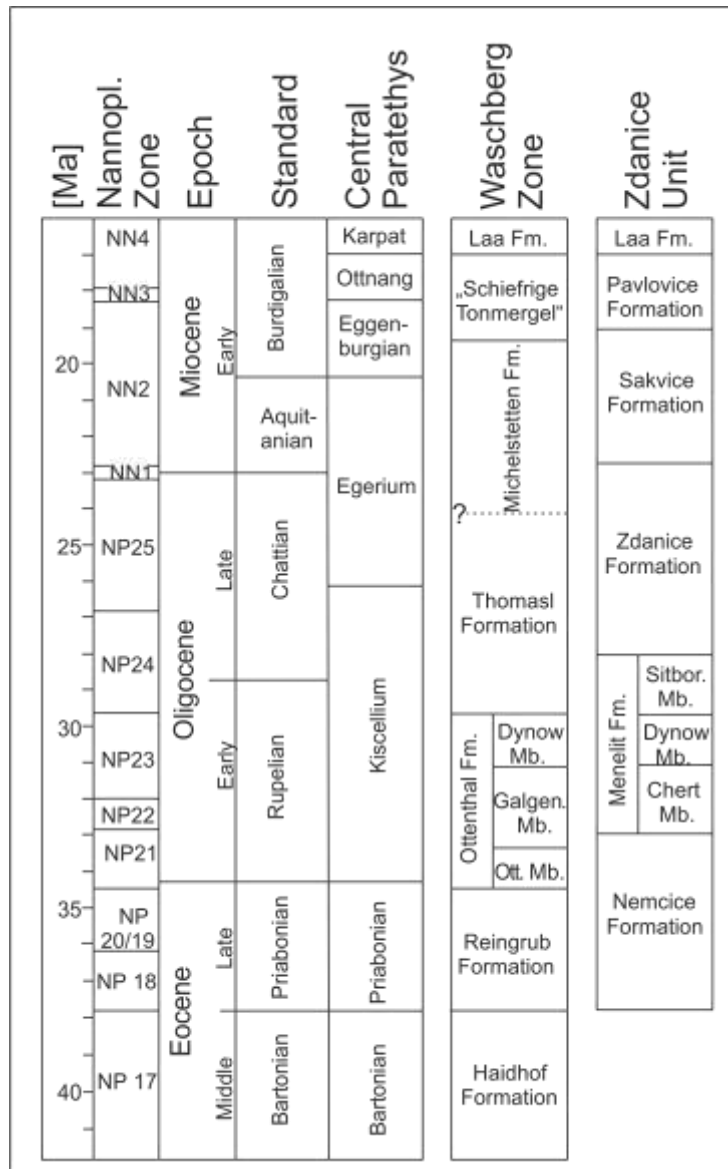 [Ma]
Nannopl.
Zone
Epoch
Standard
Central
Paratethys
Waschberg
Zone
Zdanice
Unit
20
25
30
35
40
NN4
NN3
NN2
NN1
NP25
NP24
NP23
NP22
NP21
NP
20/19
NP 18
NP 17
Miocene
Early
Oligocene
Late
Early
Eocene
Late
Middle
Burdigalian
Aquit-
anian
Chattian
Rupelian
Priabonian
Bartonian
Karpat
Ottnang
Eggen-
burgian
Egerium
Kiscellium
Priabonian
Bartonian
Laa Fm.
„Schiefrige
Tonmergel"
Michelstetten Fm.
?
Thomasl
Formation
Ottenthal Fm.
Dynow
Mb.
Galgen.
Mb.
Ott. Mb.
Reingrub
Formation
Haidhof
Formation
Laa Fm.
Pavlovice
Formation
Sakvice
Formation
Zdanice
Formation
Menelit Fm.
Sitbor.
Mb.
Dynow
Mb.
Chert
Mb.
Nemcice
Formation